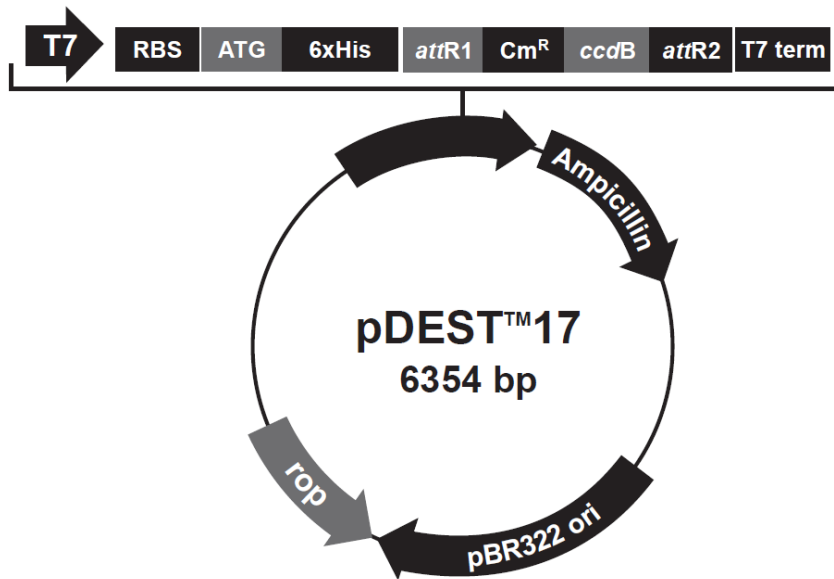 T7 RBS ATG 6xHis attR1 Cmᴿ ccdB attR2 T7 term
Ampicillin
pDEST™17
6354 bp
rop
pBR322 ori